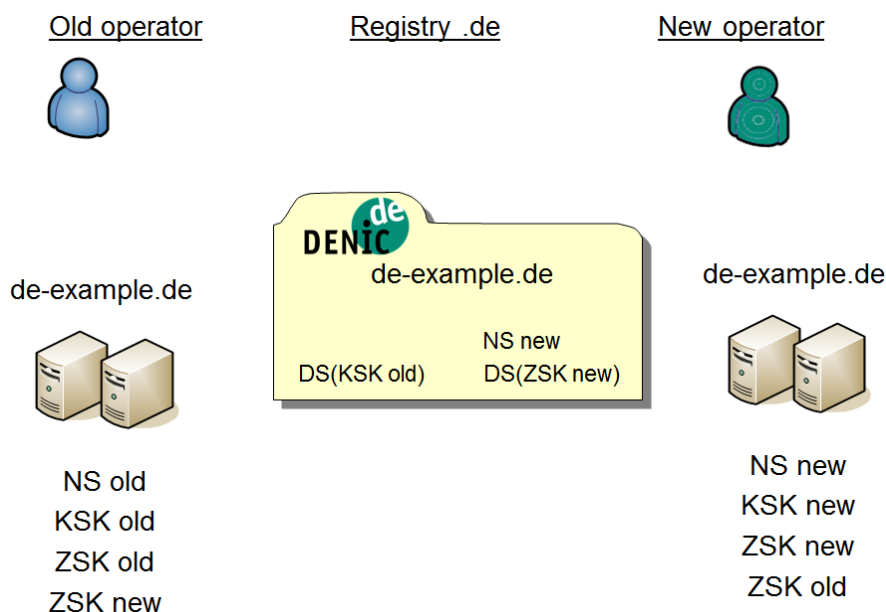 Old operator
Registry .de
New operator
de
DENIC
de-example.de
de-example.de
de-example.de
NS new
DS(KSK old)
DS(ZSK new)
NS old
KSK old
ZSK old
ZSK new
NS new
KSK new
ZSK new
ZSK old